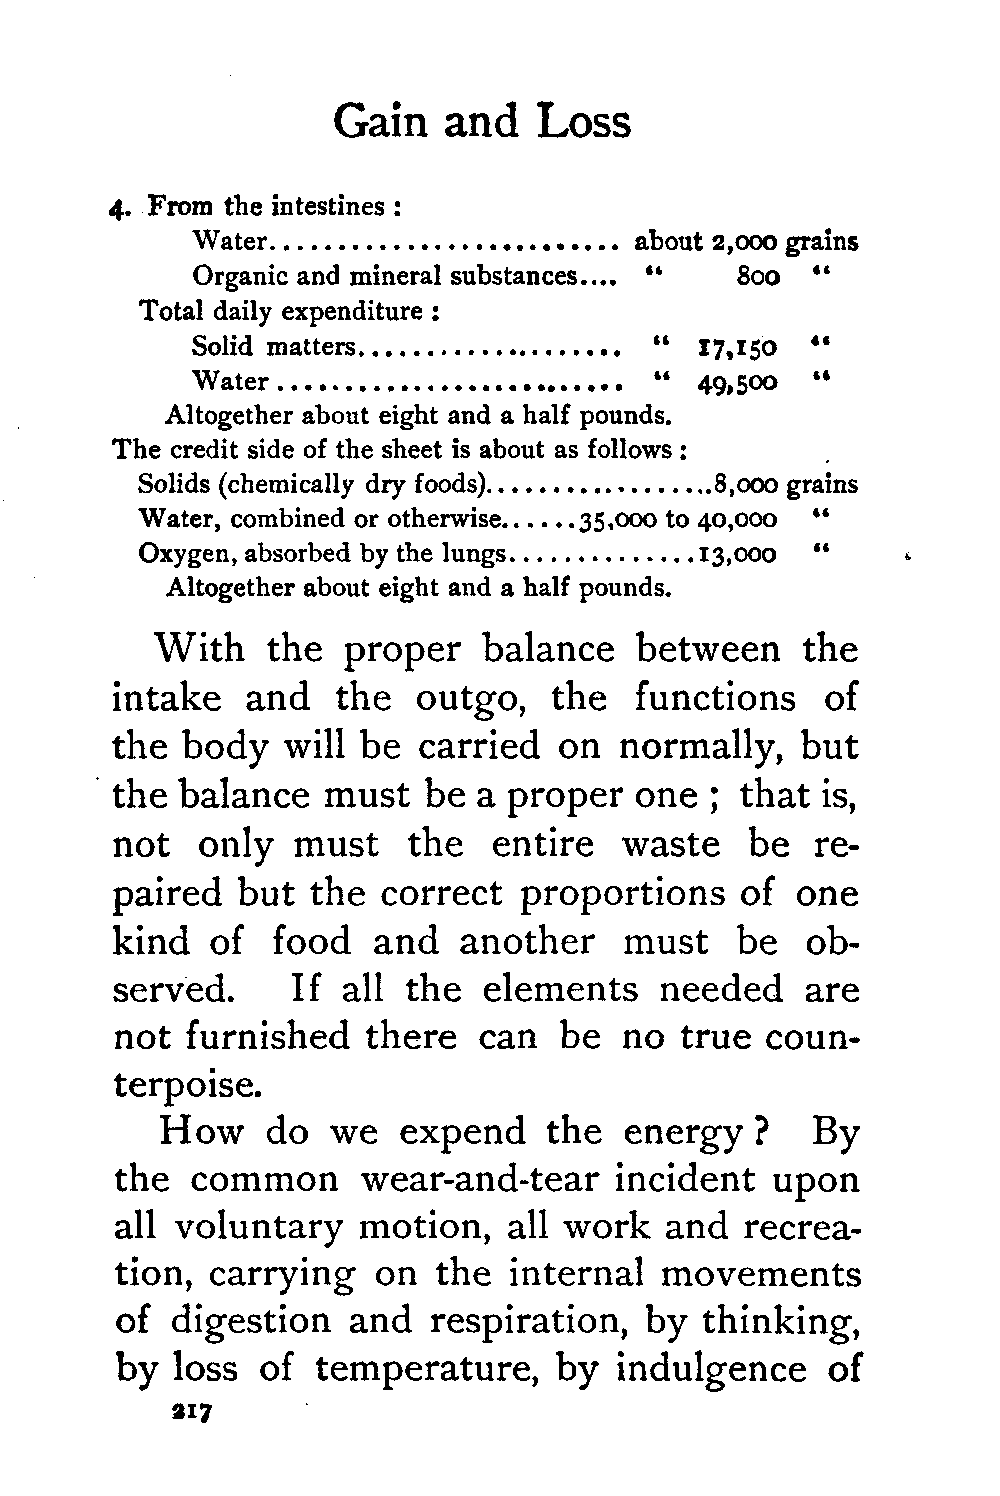 Gain and Loss
4. From the intestines :
Water.......................... about 2,000 grains
Organic and mineral substances.... “ 800 “
Total daily expenditure :
Solid matters.................... “ 17,150 “
Water .......................... “ 49,500 “
Altogether about eight and a half pounds.
The credit side of the sheet is about as follows :
Solids (chemically dry foods)..................8,000 grains
Water, combined or otherwise......35,000 to 40,000 “
Oxygen, absorbed by the lungs..............13,000 “
Altogether about eight and a half pounds.
With the proper balance between the
intake and the outgo, the functions of
the body will be carried on normally, but
the balance must be a proper one ; that is,
not only must the entire waste be re-
paired but the correct proportions of one
kind of food and another must be ob-
served. If all the elements needed are
not furnished there can be no true coun-
terpoise.
How do we expend the energy ? By
the common wear-and-tear incident upon
all voluntary motion, all work and recrea-
tion, carrying on the internal movements
of digestion and respiration, by thinking,
by loss of temperature, by indulgence of
217